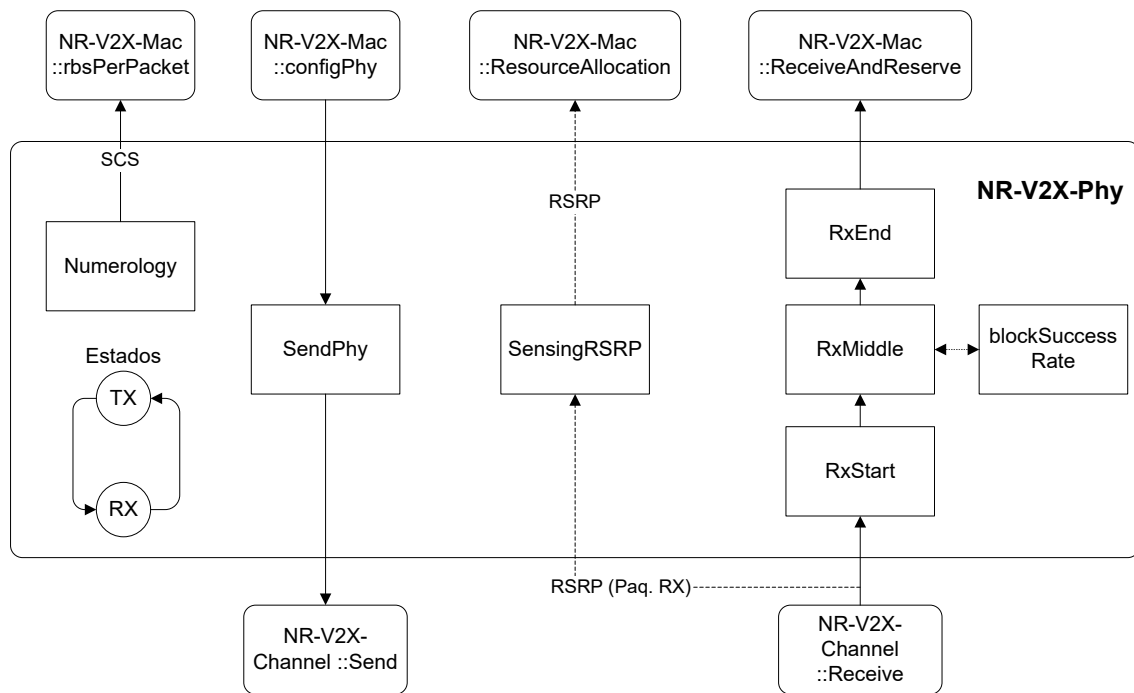 NR-V2X-Mac
::rbsPerPacket
NR-V2X-Mac
::configPhy
NR-V2X-Mac
::ResourceAllocation
NR-V2X-Mac
::ReceiveAndReserve
SCS
RSRP
NR-V2X-Phy
Numerology
RxEnd
SendPhy
SensingRSRP
RxMiddle
blockSuccess
Rate
Estados
TX
RX
RxStart
RSRP (Paq. RX)
NR-V2X-
Channel ::Send
NR-V2X-
Channel
::Receive